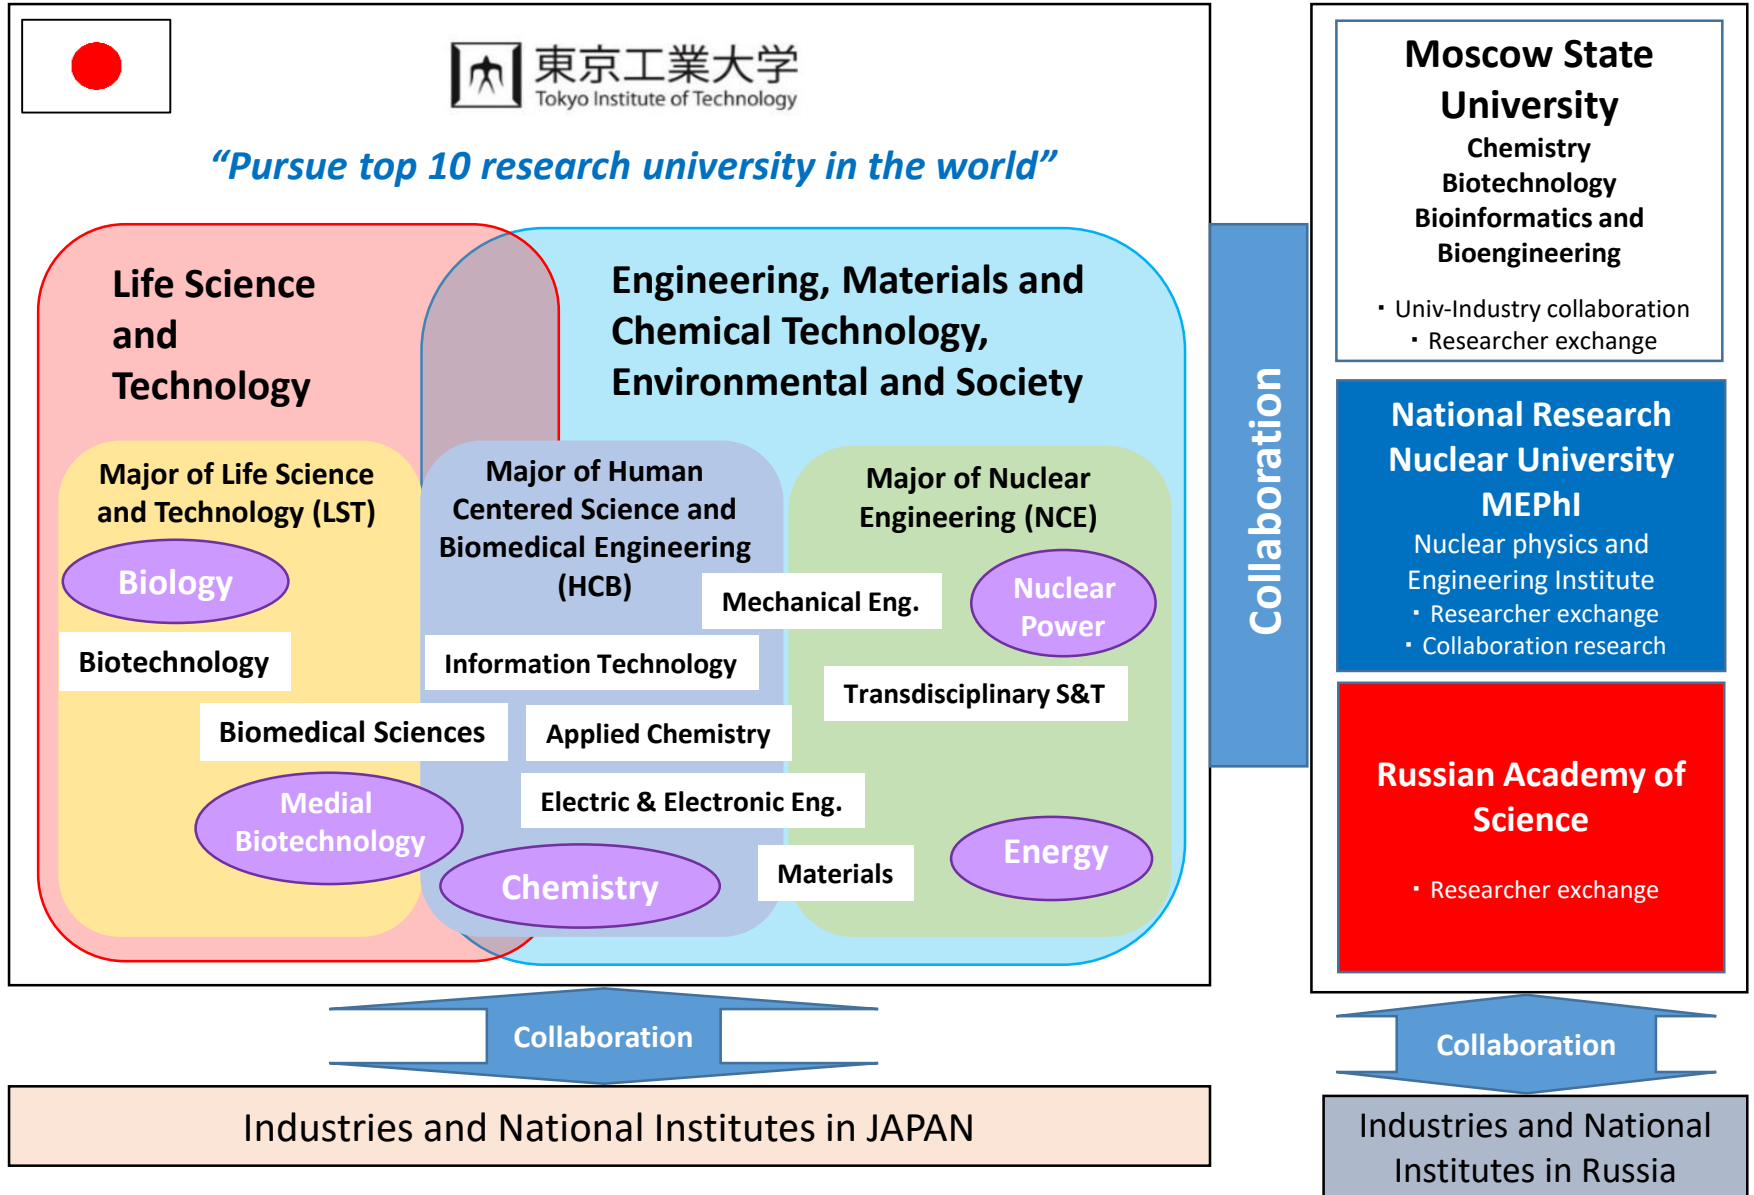 東京工業大学
Tokyo Institute of Technology
“Pursue top 10 research university in the world”
Life Science
and
Technology
Engineering, Materials and
Chemical Technology,
Environmental and Society
Major of Life Science
and Technology (LST)
Major of Human
Centered Science and
Biomedical Engineering
(HCB)
Major of Nuclear
Engineering (NCE)
Biology
Biotechnology
Biomedical Sciences
Medial
Biotechnology
Mechanical Eng.
Information Technology
Applied Chemistry
Electric & Electronic Eng.
Chemistry
Nuclear
Power
Transdisciplinary S&T
Materials
Energy
Collaboration
Moscow State
University
Chemistry
Biotechnology
Bioinformatics and
Bioengineering
・Univ-Industry collaboration
・Researcher exchange
National Research
Nuclear University
MEPhI
Nuclear physics and
Engineering Institute
・Researcher exchange
・Collaboration research
Russian Academy of
Science
・Researcher exchange
Collaboration
Industries and National Institutes in JAPAN
Collaboration
Industries and National
Institutes in Russia